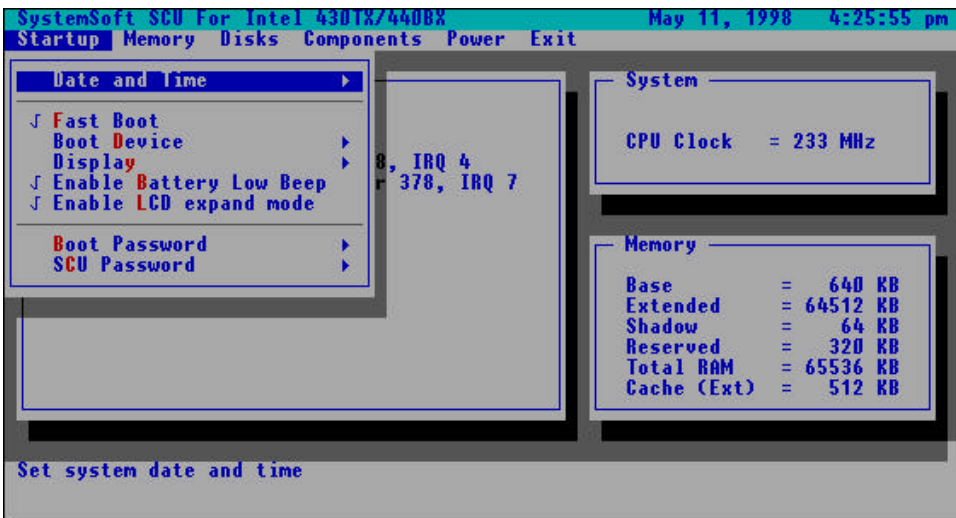 SystemSoft SCU For Intel 430TX/440BX May 11, 1998 4:25:55 pm
Startup Memory Disks Components Power Exit
Date and Time
√ Fast Boot
Boot Device
Display
√ Enable Battery Low Beep
√ Enable LCD expand mode
Boot Password
SCU Password
8, IRQ 4
378, IRQ 7
System
CPU Clock = 233 MHz
Memory
Base = 640 KB
Extended = 64512 KB
Shadow = 64 KB
Reserved = 320 KB
Total RAM = 65536 KB
Cache (Ext) = 512 KB
Set system date and time